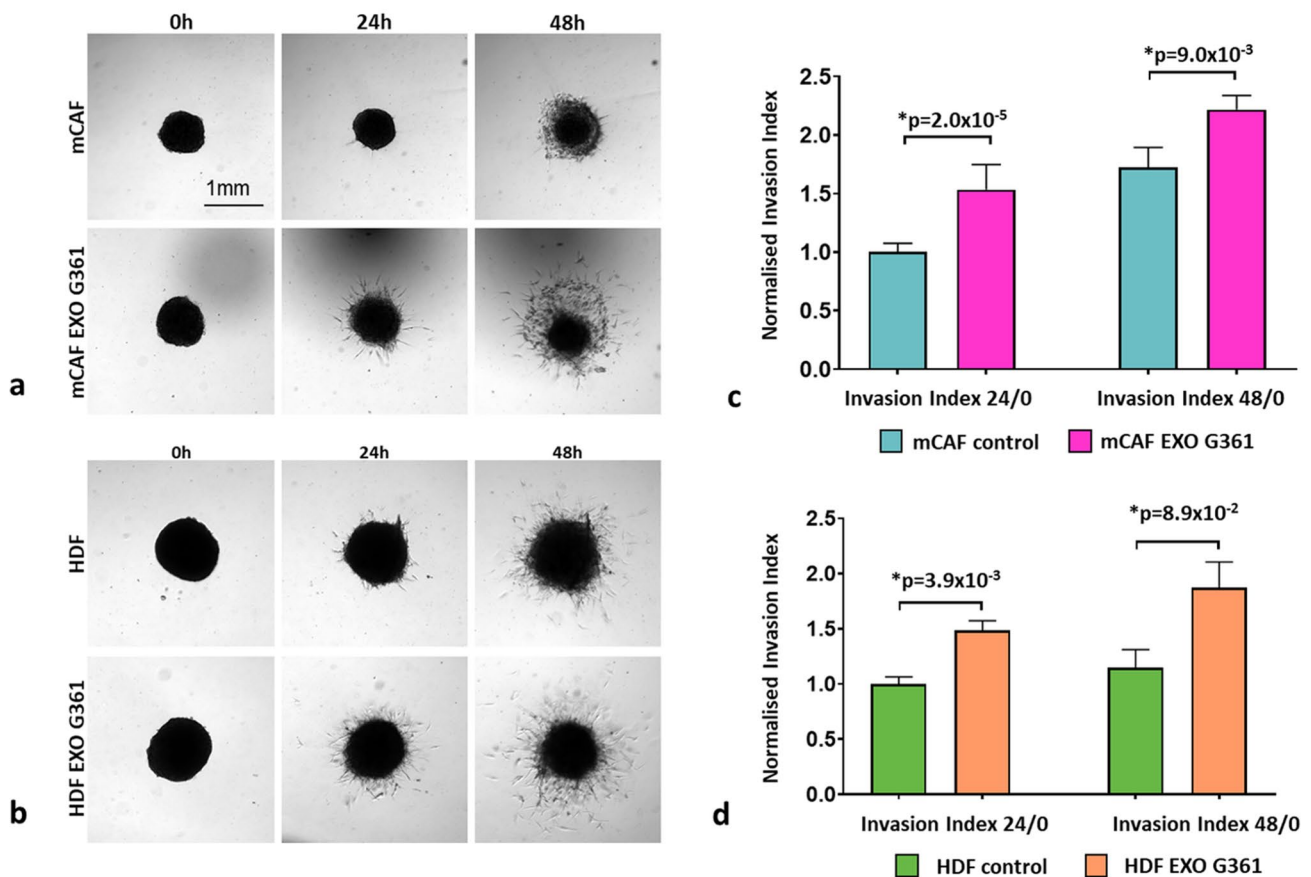 0h 24h 48h
mCAF
1mm
mCAF EXO G361
a
0h 24h 48h
HDF
HDF EXO G361
b
*p=9.0x10⁻³
*p=2.0x10⁻⁵
Normalised Invasion Index
2.5
2.0
1.5
1.0
0.5
0.0
Invasion Index 24/0 Invasion Index 48/0
c
mCAF control mCAF EXO G361
*p=8.9x10⁻²
*p=3.9x10⁻³
Normalised Invasion Index
2.5
2.0
1.5
1.0
0.5
0.0
Invasion Index 24/0 Invasion Index 48/0
d
HDF control HDF EXO G361